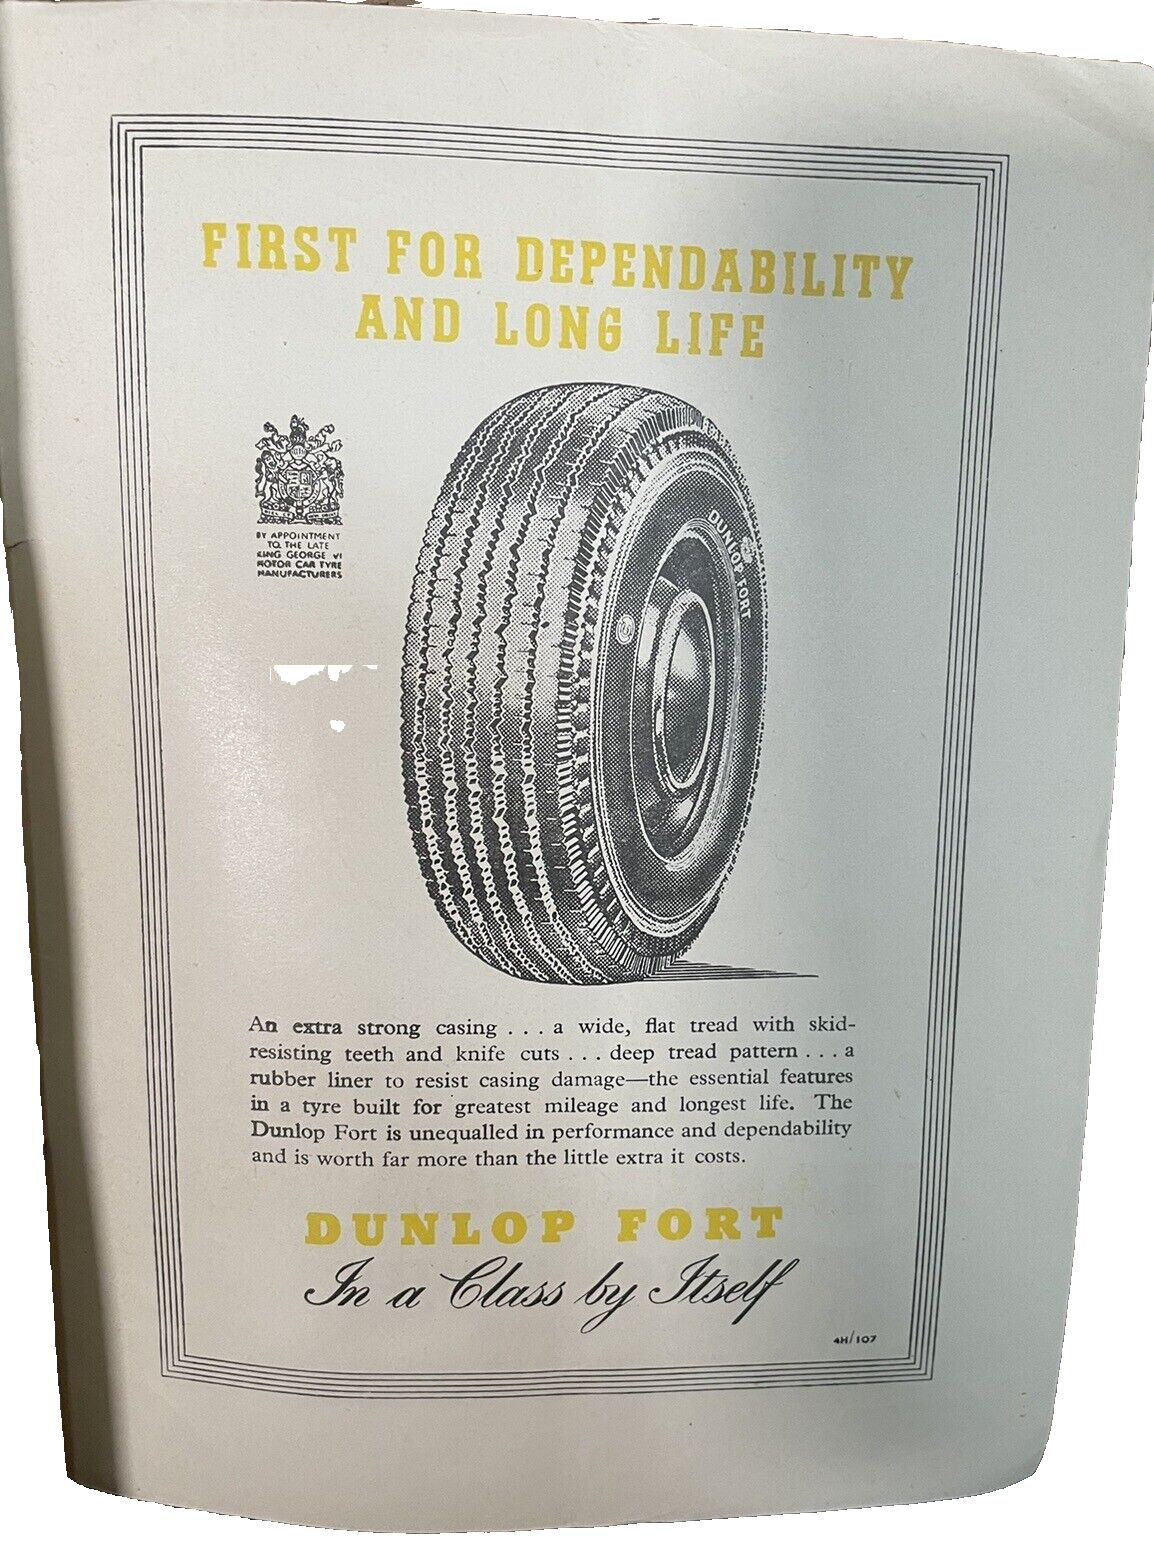 FIRST FOR DEPENDABILITY
AND LONG LIFE
BY APPOINTMENT
TO THE LATE
KING GEORGE VI
MOTOR CAR TYRE
MANUFACTURERS
DUNLOP FORT
An extra strong casing . . . a wide, flat tread with skid-
resisting teeth and knife cuts . . . deep tread pattern . . . a
rubber liner to resist casing damage—the essential features
in a tyre built for greatest mileage and longest life. The
Dunlop Fort is unequalled in performance and dependability
and is worth far more than the little extra it costs.
DUNLOP FORT
In a Class by Itself
4H/107